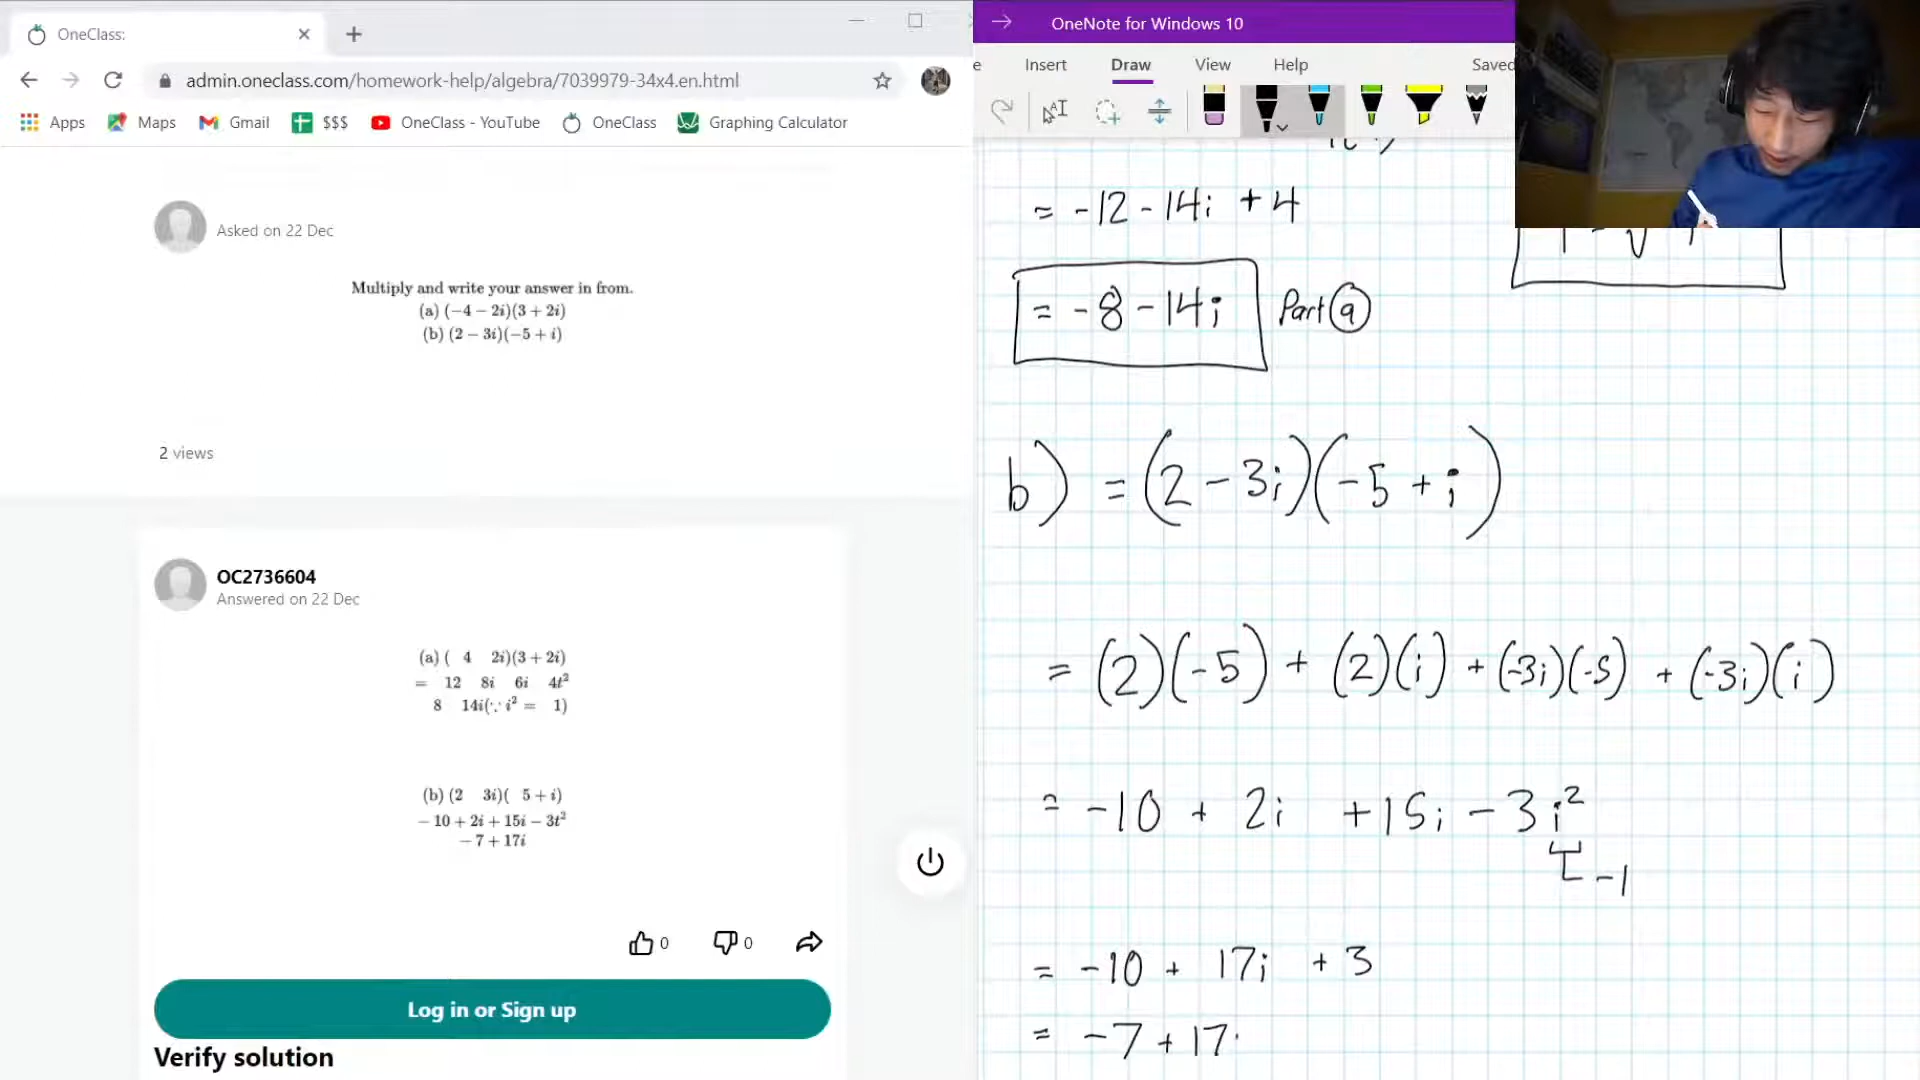 OneClass:
admin.oneclass.com/homework-help/algebra/7039979-34x4.en.html
Apps Maps Gmail $$$ OneClass - YouTube OneClass Graphing Calculator
Asked on 22 Dec
Multiply and write your answer in from.
(a) (−4 − 2i)(3 + 2i)
(b) (2 − 3i)(−5 + i)
2 views
OC2736604
Answered on 22 Dec
(a) ( 4 2i)(3 + 2i)
= 12 8i 6i 4t²
8 14i(∵ i² = 1)
(b) (2 3i)( 5 + i)
− 10 + 2i + 15i − 3t²
− 7 + 17i
0 0
Log in or Sign up
Verify solution
OneNote for Windows 10
Insert Draw View Help Saved
= -12 - 14i + 4
= -8 - 14i Part a
b) = (2 - 3i)(-5 + i)
= (2)(-5) + (2)(i) + (-3i)(-5) + (-3i)(i)
= -10 + 2i + 15i - 3i²
-1
= -10 + 17i + 3
= -7 + 17